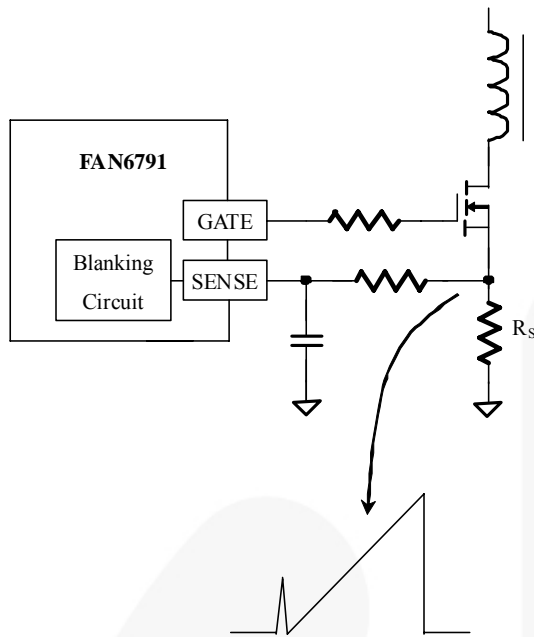 FAN6791
GATE
Blanking
Circuit
SENSE
RS